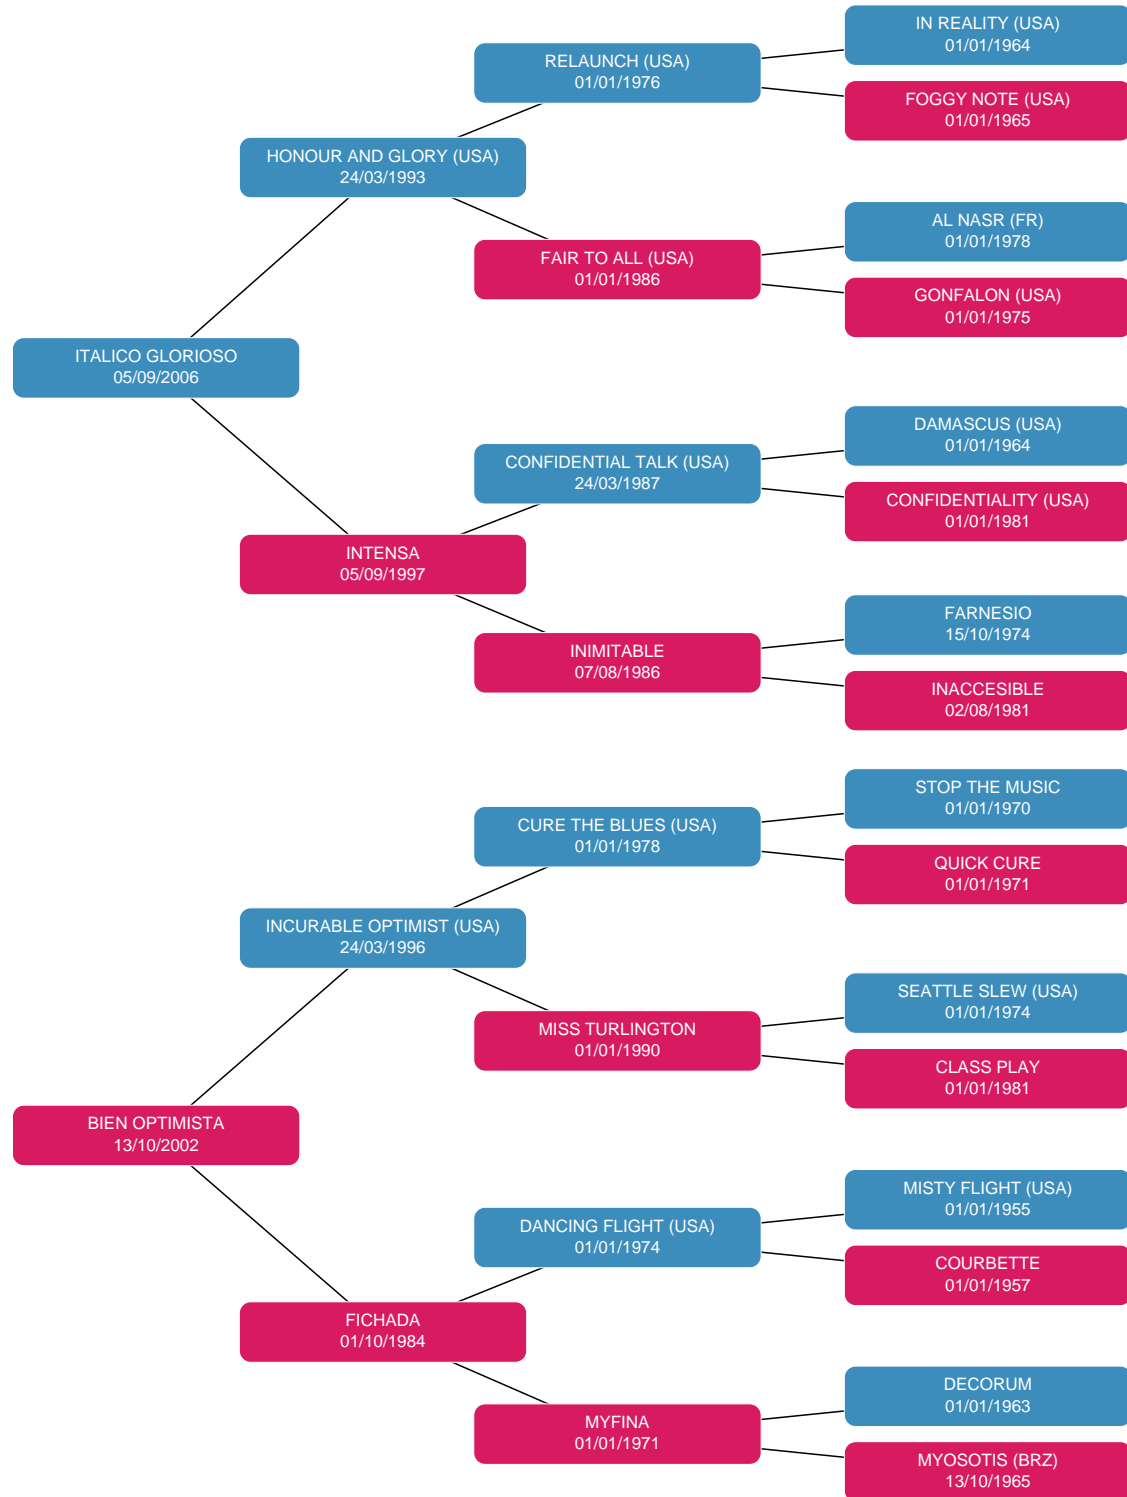 IN REALITY (USA)
01/01/1964
RELAUNCH (USA)
01/01/1976
FOGGY NOTE (USA)
01/01/1965
HONOUR AND GLORY (USA)
24/03/1993
AL NASR (FR)
01/01/1978
FAIR TO ALL (USA)
01/01/1986
GONFALON (USA)
01/01/1975
ITALICO GLORIOSO
05/09/2006
DAMASCUS (USA)
01/01/1964
CONFIDENTIAL TALK (USA)
24/03/1987
CONFIDENTIALITY (USA)
01/01/1981
INTENSA
05/09/1997
FARNESIO
15/10/1974
INIMITABLE
07/08/1986
INACCESIBLE
02/08/1981
STOP THE MUSIC
01/01/1970
CURE THE BLUES (USA)
01/01/1978
QUICK CURE
01/01/1971
INCURABLE OPTIMIST (USA)
24/03/1996
SEATTLE SLEW (USA)
01/01/1974
MISS TURLINGTON
01/01/1990
CLASS PLAY
01/01/1981
BIEN OPTIMISTA
13/10/2002
MISTY FLIGHT (USA)
01/01/1955
DANCING FLIGHT (USA)
01/01/1974
COURBETTE
01/01/1957
FICHADA
01/10/1984
DECORUM
01/01/1963
MYFINA
01/01/1971
MYOSOTIS (BRZ)
13/10/1965